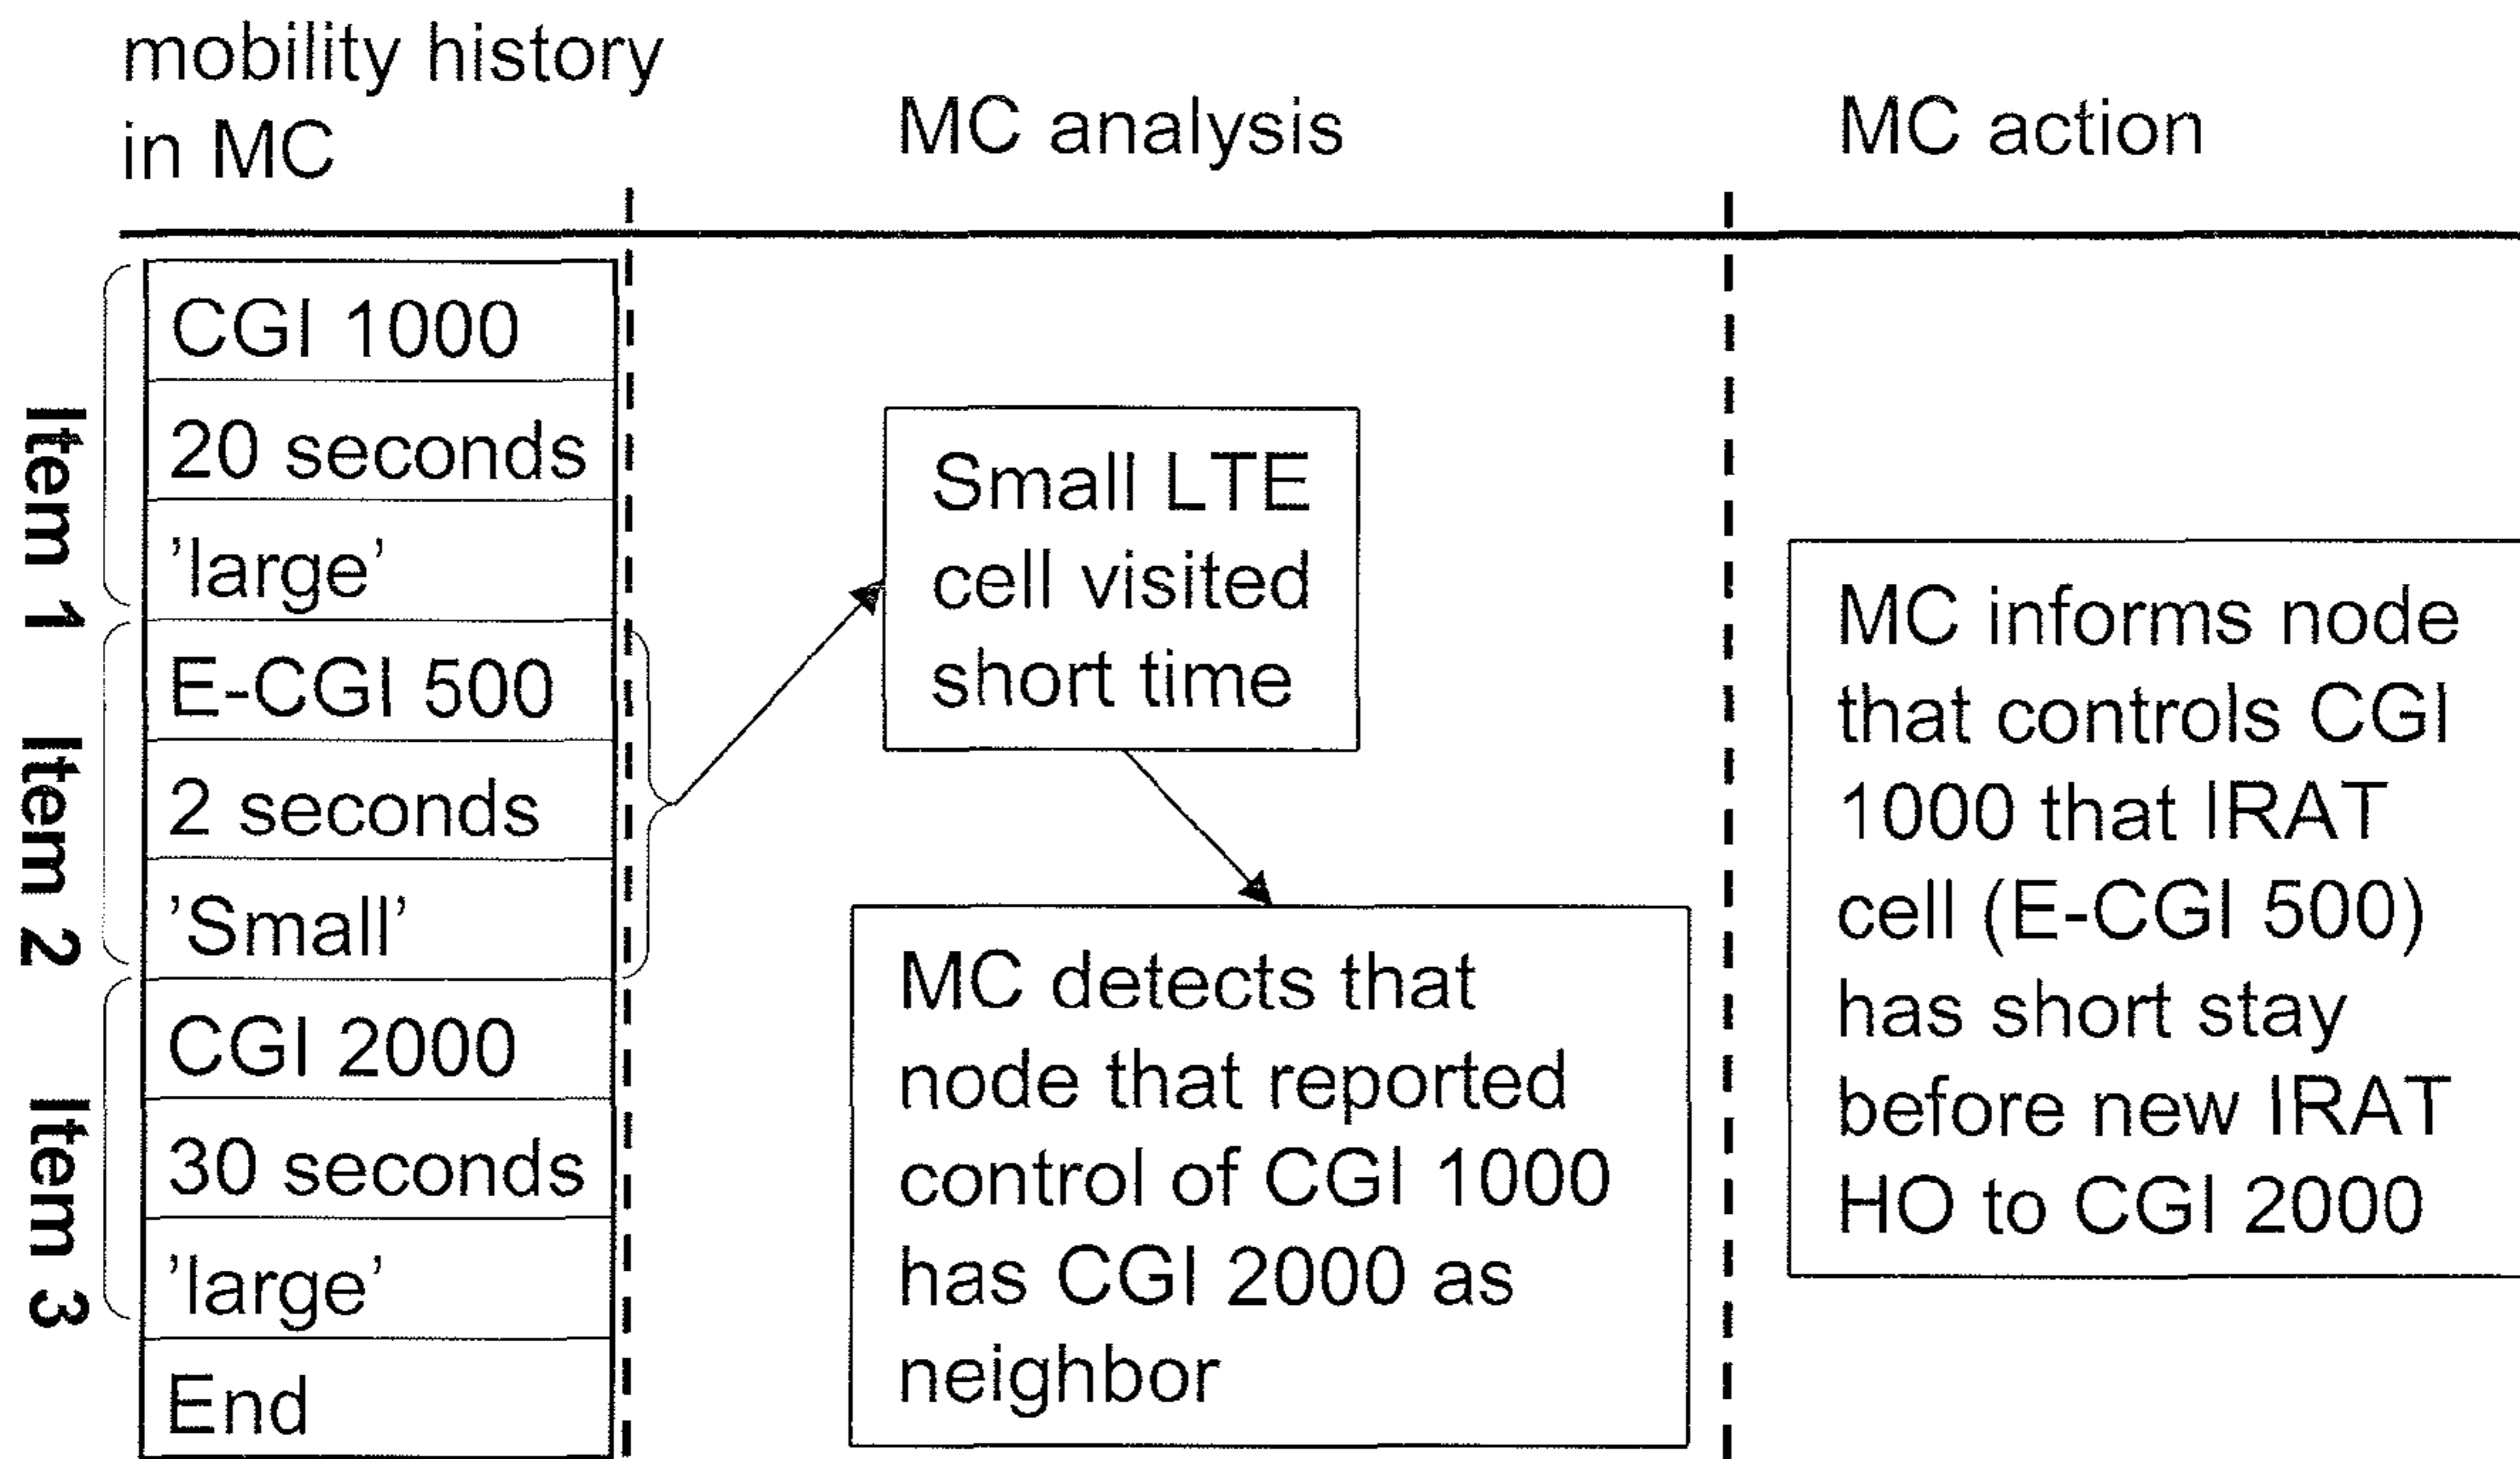 mobility history
in MC
MC analysis
MC action
Item 1
CGI 1000
20 seconds
’large’
Item 2
E-CGI 500
2 seconds
’Small’
Item 3
CGI 2000
30 seconds
’large’
End
Small LTE
cell visited
short time
MC detects that
node that reported
control of CGI 1000
has CGI 2000 as
neighbor
MC informs node
that controls CGI
1000 that IRAT
cell (E-CGI 500)
has short stay
before new IRAT
HO to CGI 2000